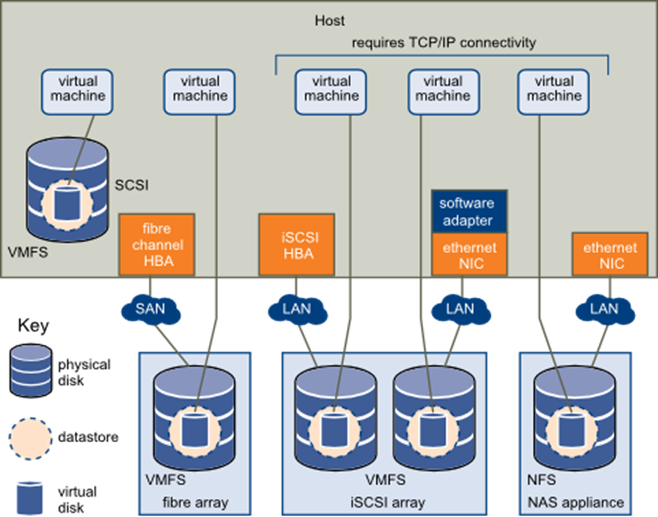 Host
requires TCP/IP connectivity
virtual
machine
virtual
machine
virtual
machine
virtual
machine
virtual
machine
SCSI
VMFS
fibre
channel
HBA
iSCSI
HBA
software
adapter
ethernet
NIC
ethernet
NIC
SAN
LAN
LAN
LAN
Key
physical
disk
datastore
virtual
disk
VMFS
fibre array
VMFS
iSCSI array
NFS
NAS appliance